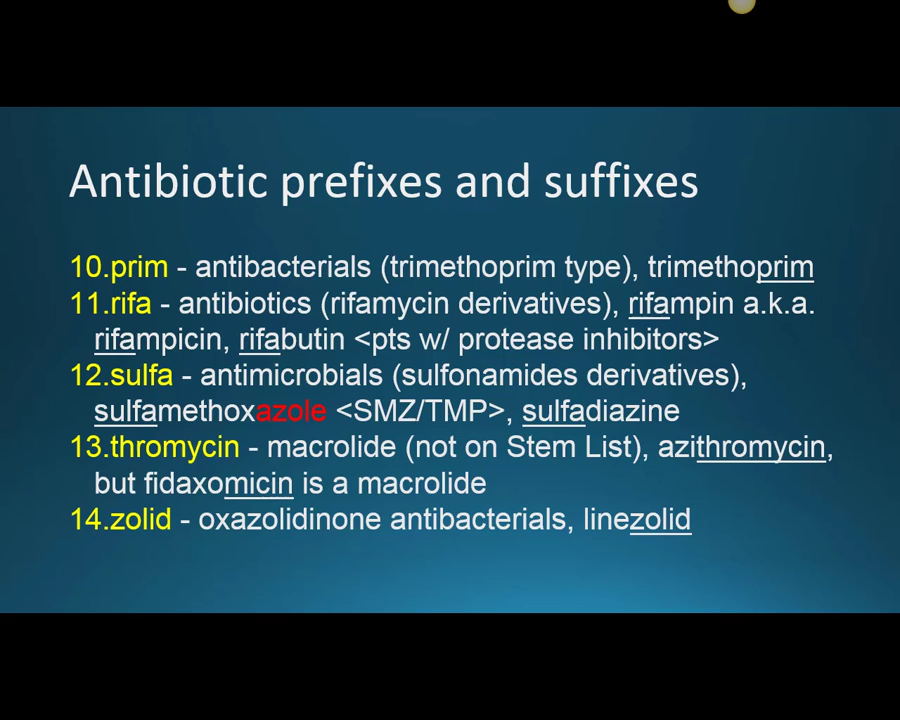 Antibiotic prefixes and suffixes
10.prim - antibacterials (trimethoprim type), trimethoprim
11.rifa - antibiotics (rifamycin derivatives), rifampin a.k.a.
rifampicin, rifabutin <pts w/ protease inhibitors>
12.sulfa - antimicrobials (sulfonamides derivatives),
sulfamethoxazole <SMZ/TMP>, sulfadiazine
13.thromycin - macrolide (not on Stem List), azithromycin,
but fidaxomicin is a macrolide
14.zolid - oxazolidinone antibacterials, linezolid